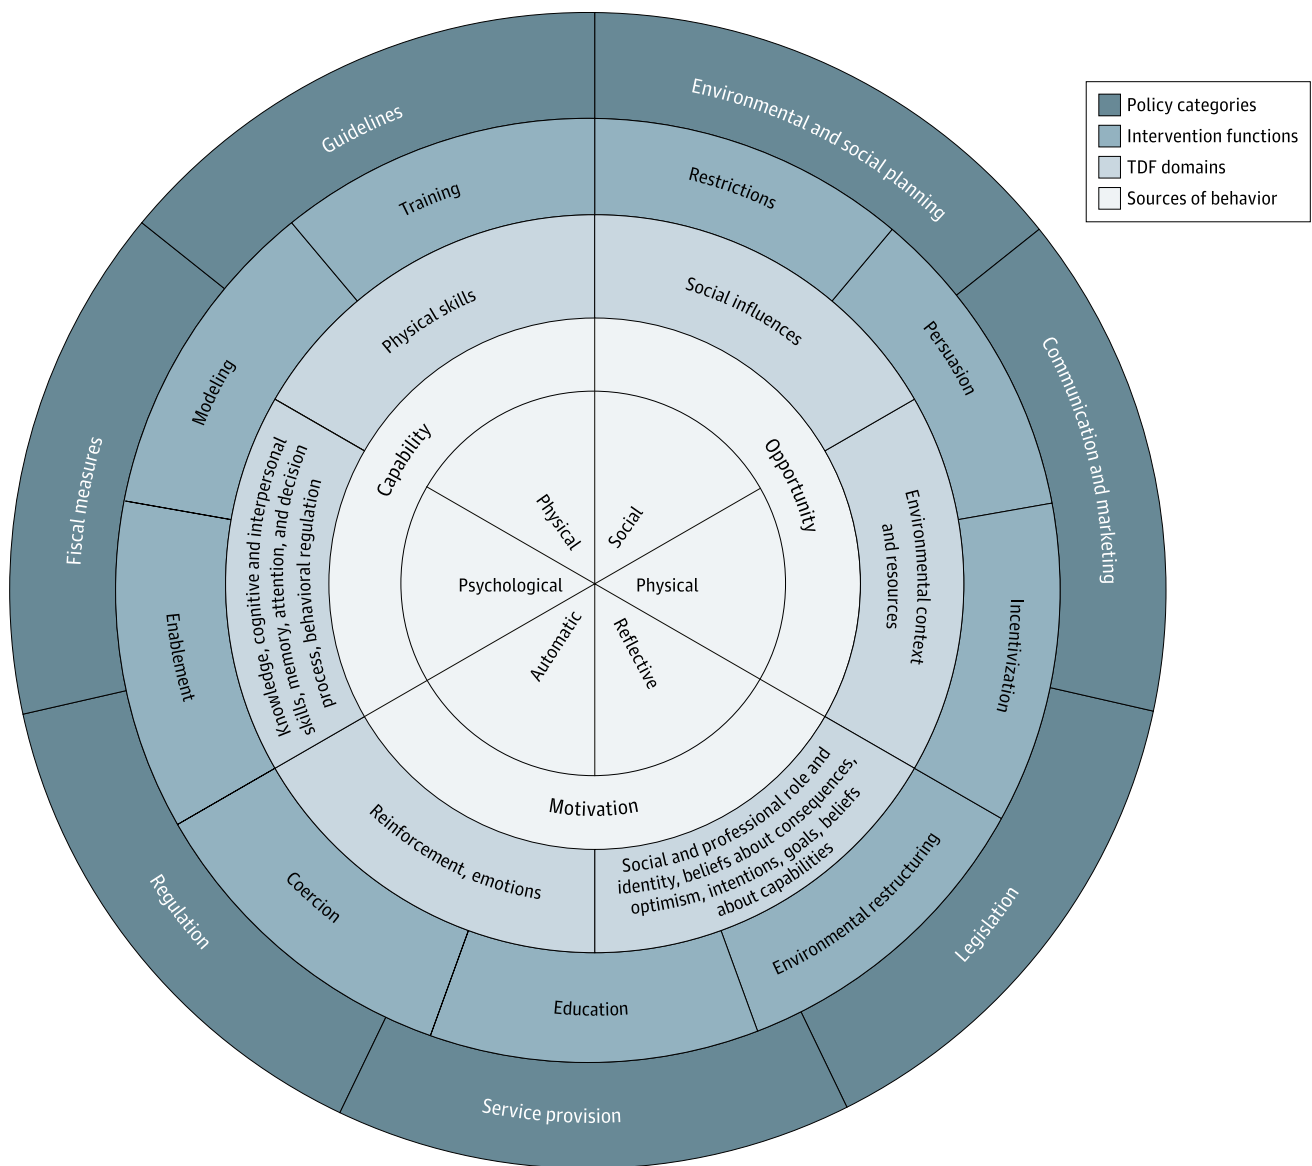 Policy categories
Intervention functions
TDF domains
Sources of behavior
Guidelines
Environmental and social planning
Communication and marketing
Legislation
Service provision
Regulation
Fiscal measures
Training
Restrictions
Persuasion
Incentivization
Environmental restructuring
Education
Coercion
Enablement
Modeling
Physical skills
Social influences
Environmental context
and resources
Social and professional role and
identity, beliefs about consequences,
optimism, intentions, goals, beliefs
about capabilities
Reinforcement, emotions
Knowledge, cognitive and interpersonal
skills, memory, attention, and decision
process, behavioral regulation
Capability
Opportunity
Motivation
Physical
Social
Physical
Reflective
Automatic
Psychological